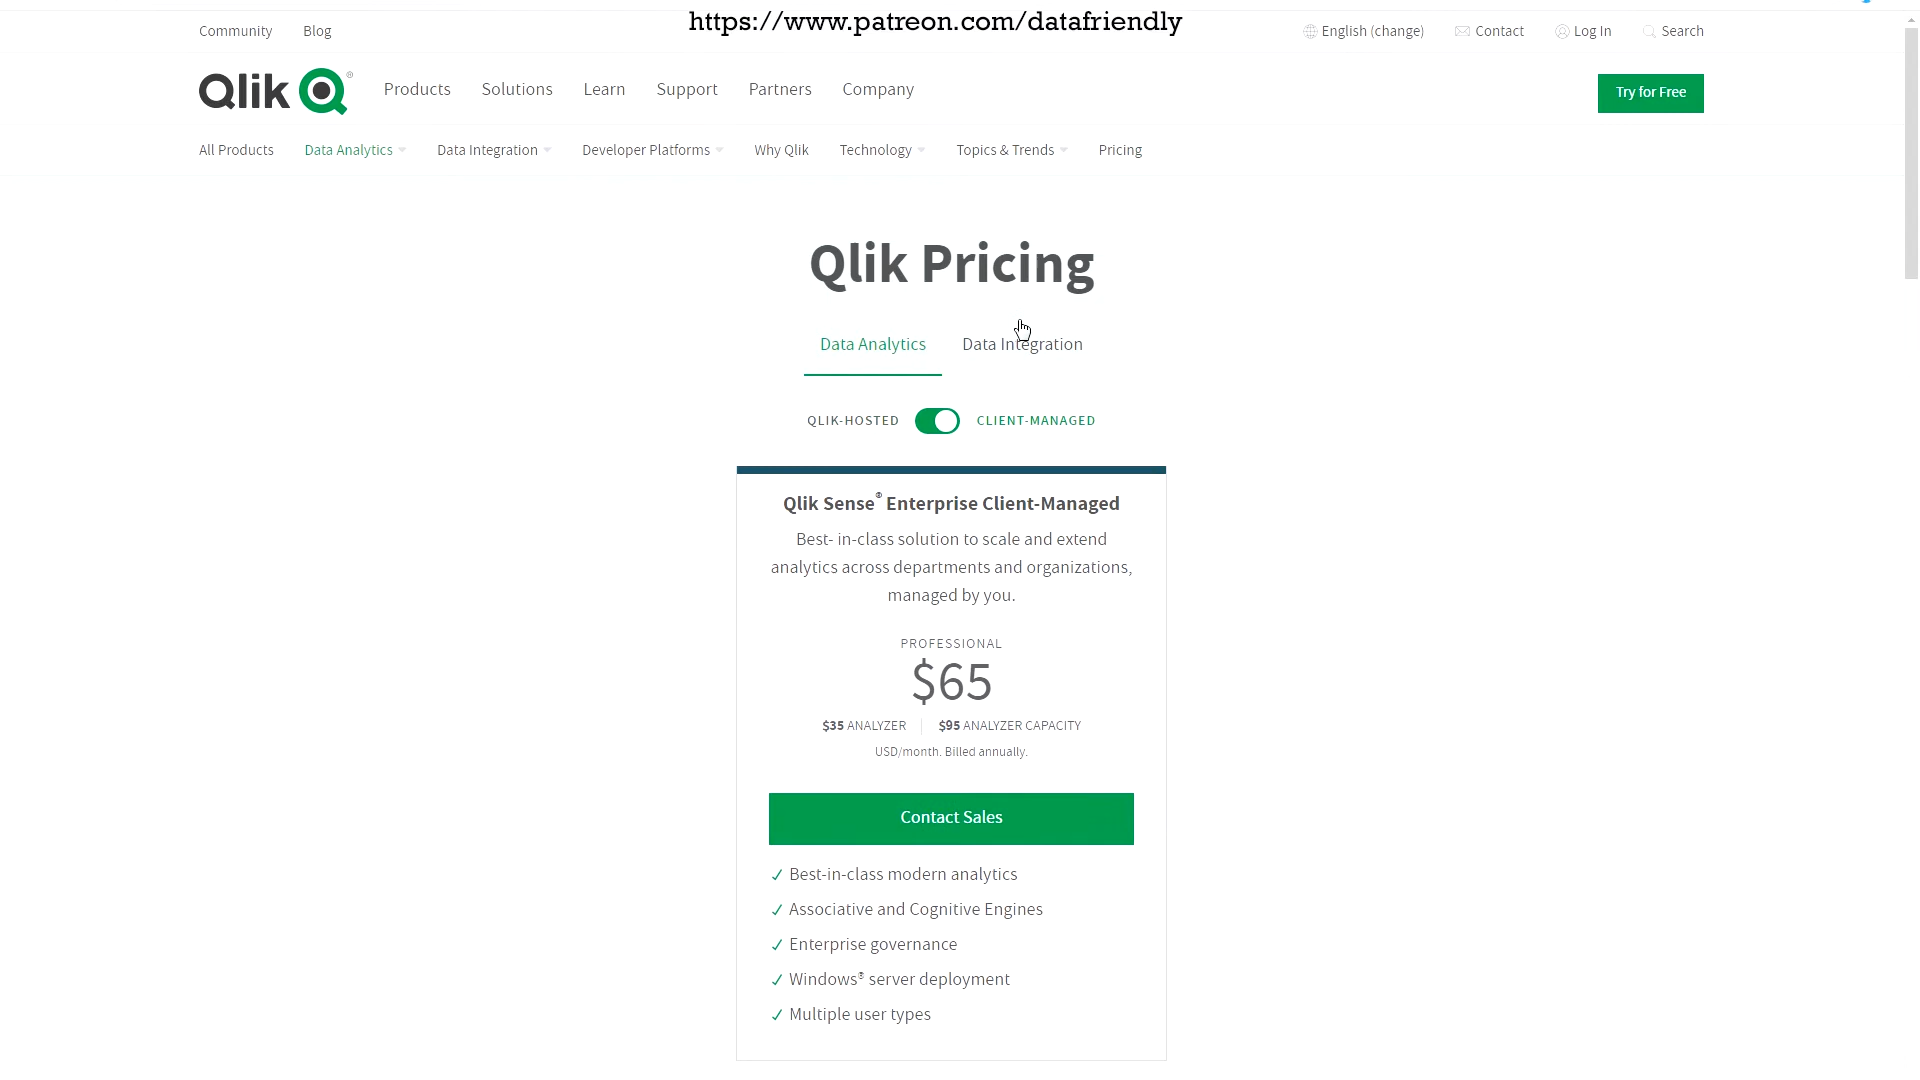 https://www.patreon.com/datafriendly
Community Blog
English (change) Contact Log In Search
Qlik
®
Products Solutions Learn Support Partners Company
Try for Free
All Products Data Analytics Data Integration Developer Platforms Why Qlik Technology Topics & Trends Pricing
Qlik Pricing
Data Analytics Data Integration
QLIK-HOSTED CLIENT-MANAGED
Qlik Sense® Enterprise Client-Managed
Best- in-class solution to scale and extend
analytics across departments and organizations,
managed by you.
PROFESSIONAL
$65
$35 ANALYZER $95 ANALYZER CAPACITY
USD/month. Billed annually.
Contact Sales
✓ Best-in-class modern analytics
✓ Associative and Cognitive Engines
✓ Enterprise governance
✓ Windows® server deployment
✓ Multiple user types